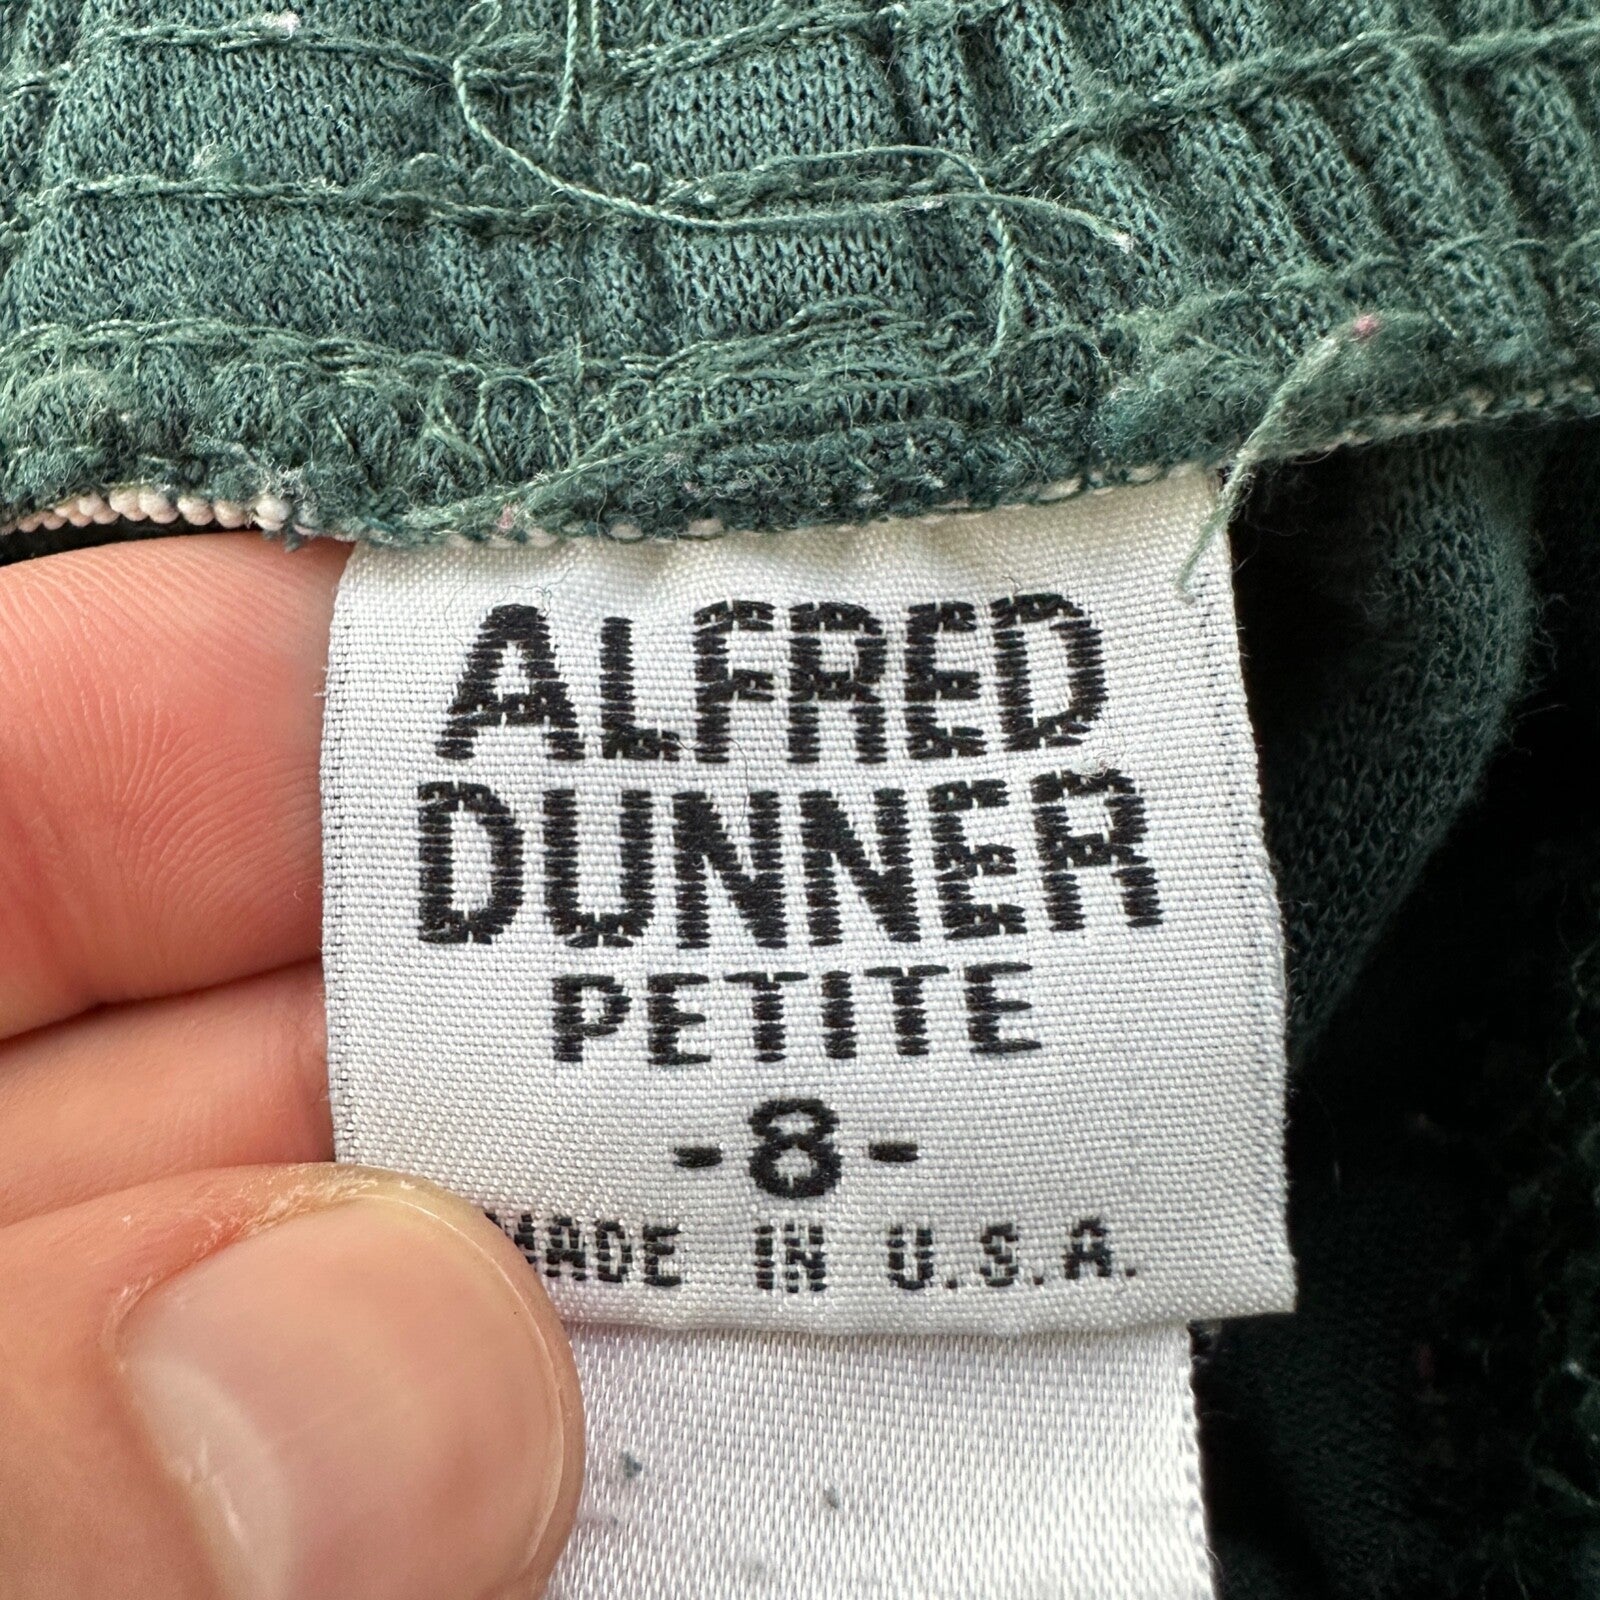 ALFRED
DUNNER
PETITE
-8-
MADE IN U.S.A.